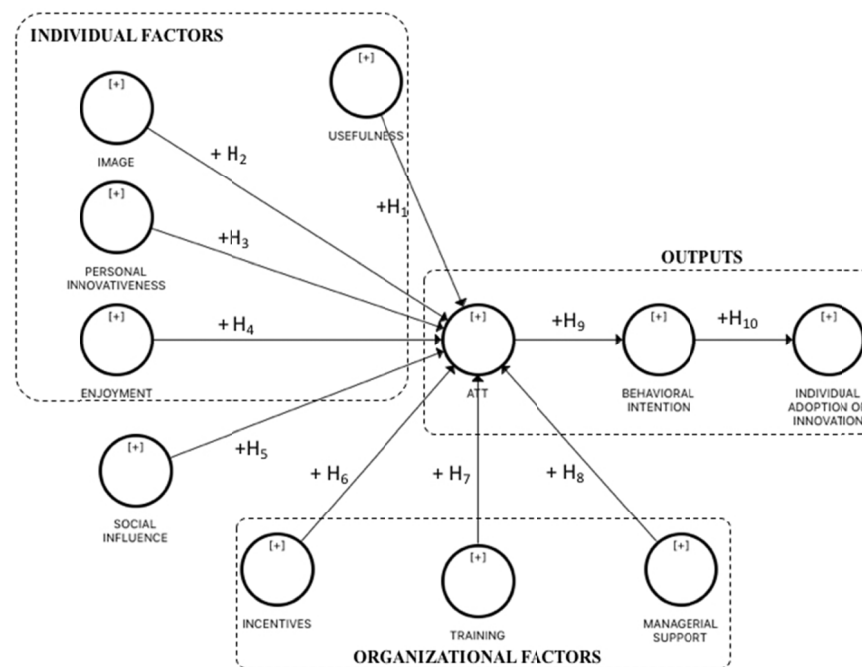 INDIVIDUAL FACTORS
[+]
IMAGE
[+]
USEFULNESS
+ H₂
+H₁
[+]
PERSONAL
INNOVATIVENESS
+H₃
[+]
ENJOYMENT
+ H₄
OUTPUTS
[+]
ATT
+H₉
[+]
BEHAVIORAL
INTENTION
+H₁₀
[+]
INDIVIDUAL
ADOPTION OF
INNOVATION
[+]
SOCIAL
INFLUENCE
+H₅
+ H₆
+ H₇
+ H₈
[+]
INCENTIVES
[+]
TRAINING
[+]
MANAGERIAL
SUPPORT
ORGANIZATIONAL FACTORS